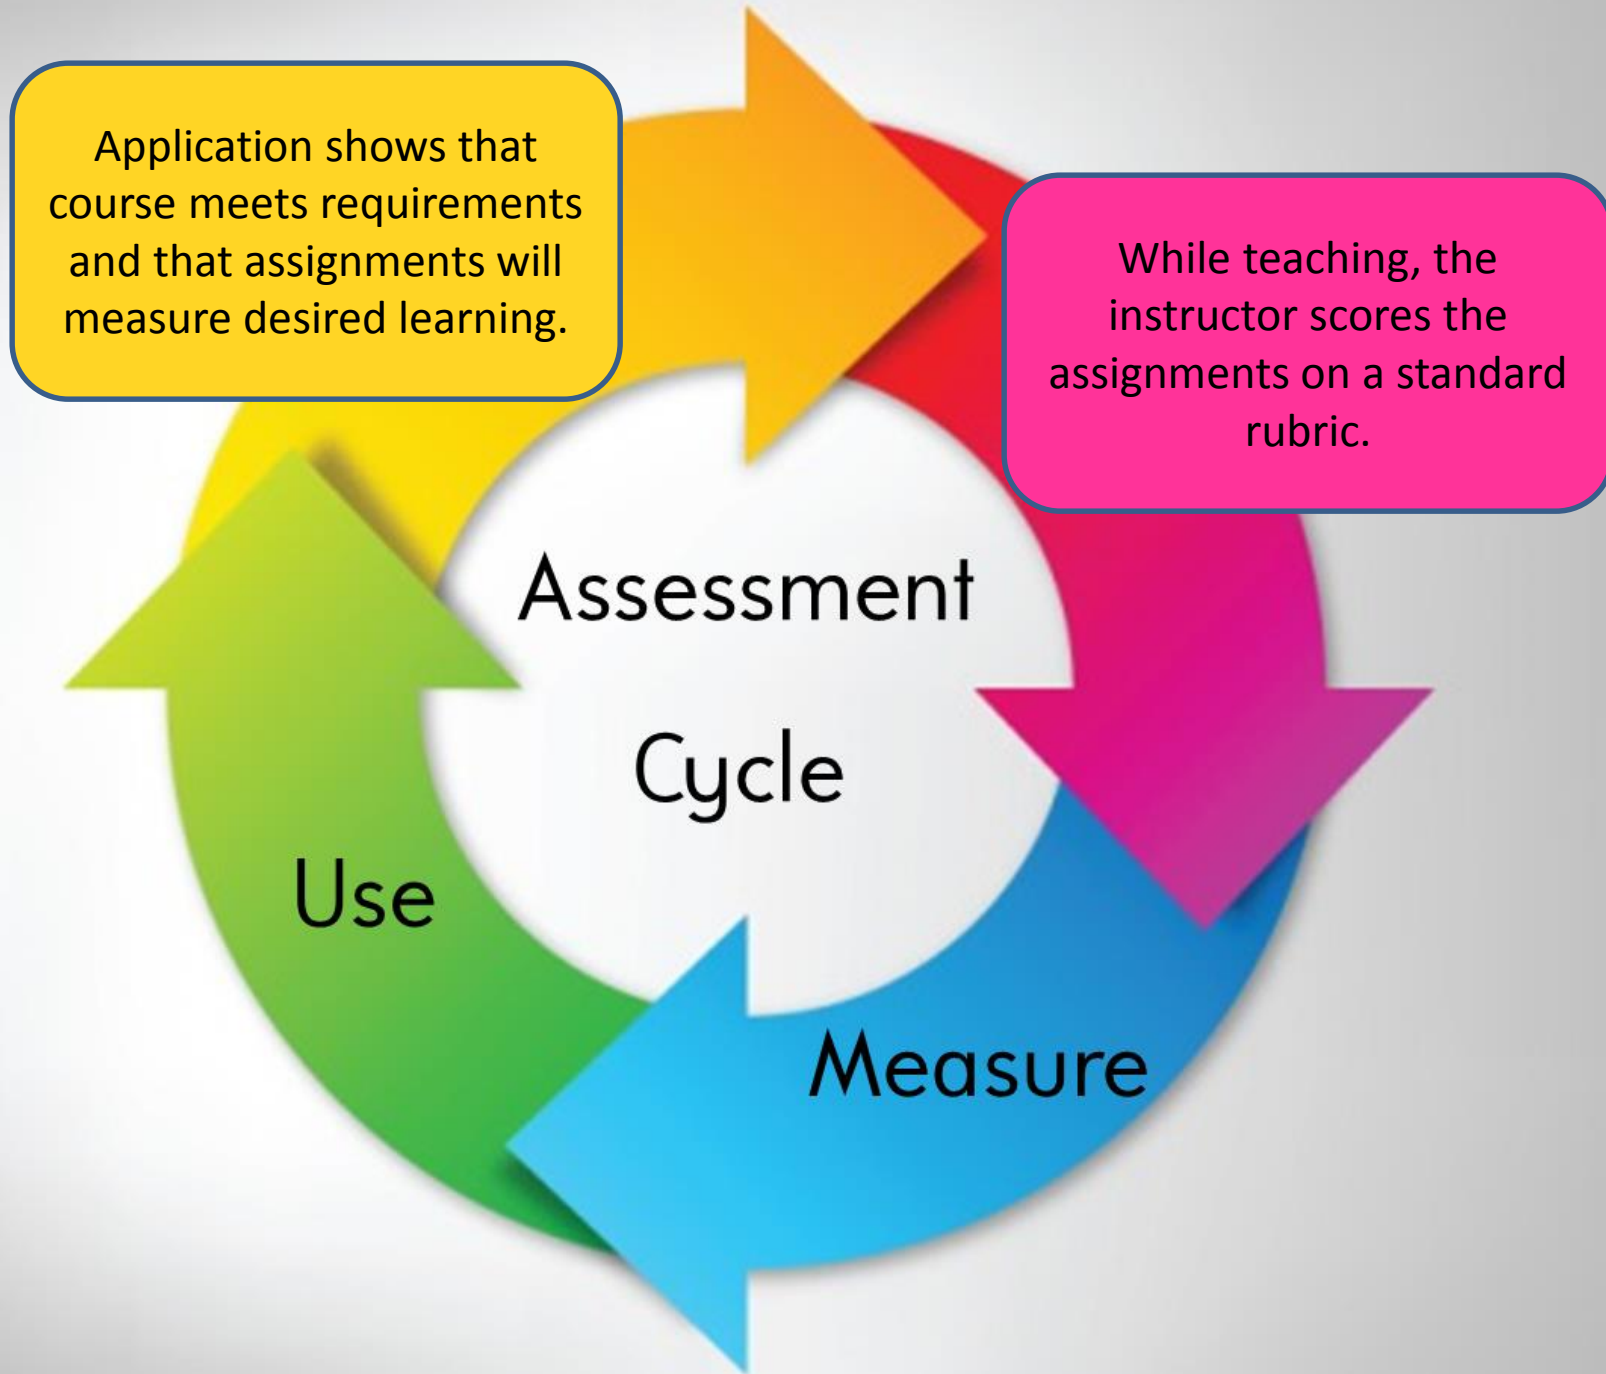 Application shows that
course meets requirements
and that assignments will
measure desired learning.
While teaching, the
instructor scores the
assignments on a standard
rubric.
Assessment
Cycle
Use
Measure